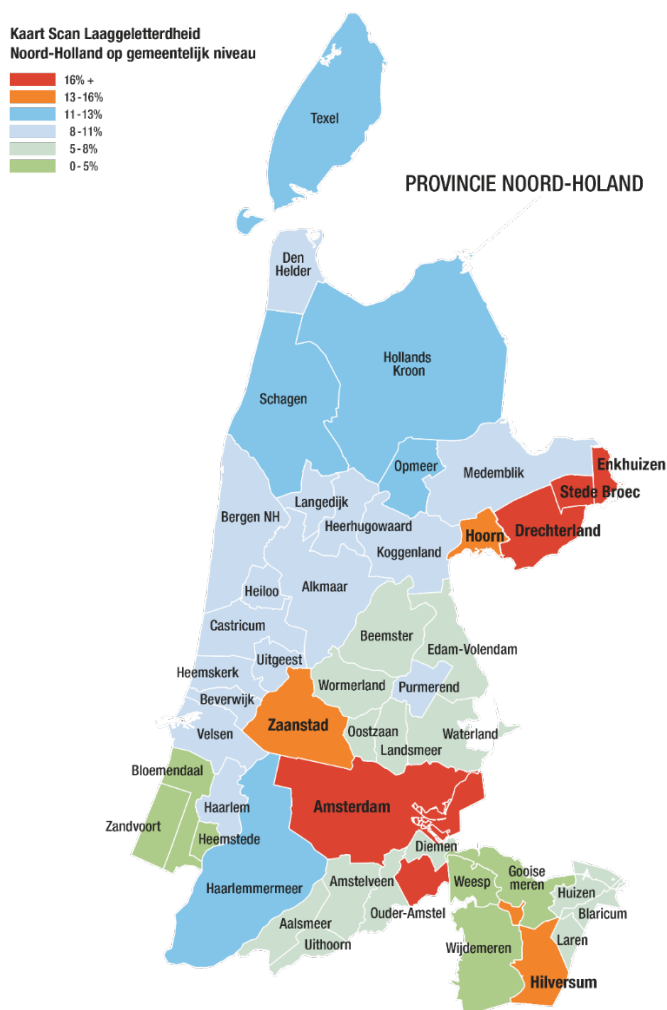 Kaart Scan Laaggeletterdheid
Noord-Holland op gemeentelijk niveau
16% +
13-16%
11-13%
8-11%
5-8%
0-5%
Texel
PROVINCIE NOORD-HOLAND
Den
Helder
Hollands
Kroon
Schagen
Opmeer
Medemblik
Enkhuizen
Stede Broec
Langedijk
Bergen NH
Heerhugowaard
Hoorn
Drechterland
Koggenland
Heiloo
Alkmaar
Castricum
Beemster
Edam-Volendam
Uitgeest
Heemskerk
Wormerland
Purmerend
Beverwijk
Zaanstad
Velsen
Oostzaan
Waterland
Landsmeer
Bloemendaal
Haarlem
Amsterdam
Zandvoort
Heemstede
Diemen
Haarlemmermeer
Amstelveen
Weesp
Gooise
meren
Huizen
Ouder-Amstel
Blaricum
Aalsmeer
Uithoorn
Laren
Wijdemeren
Hilversum